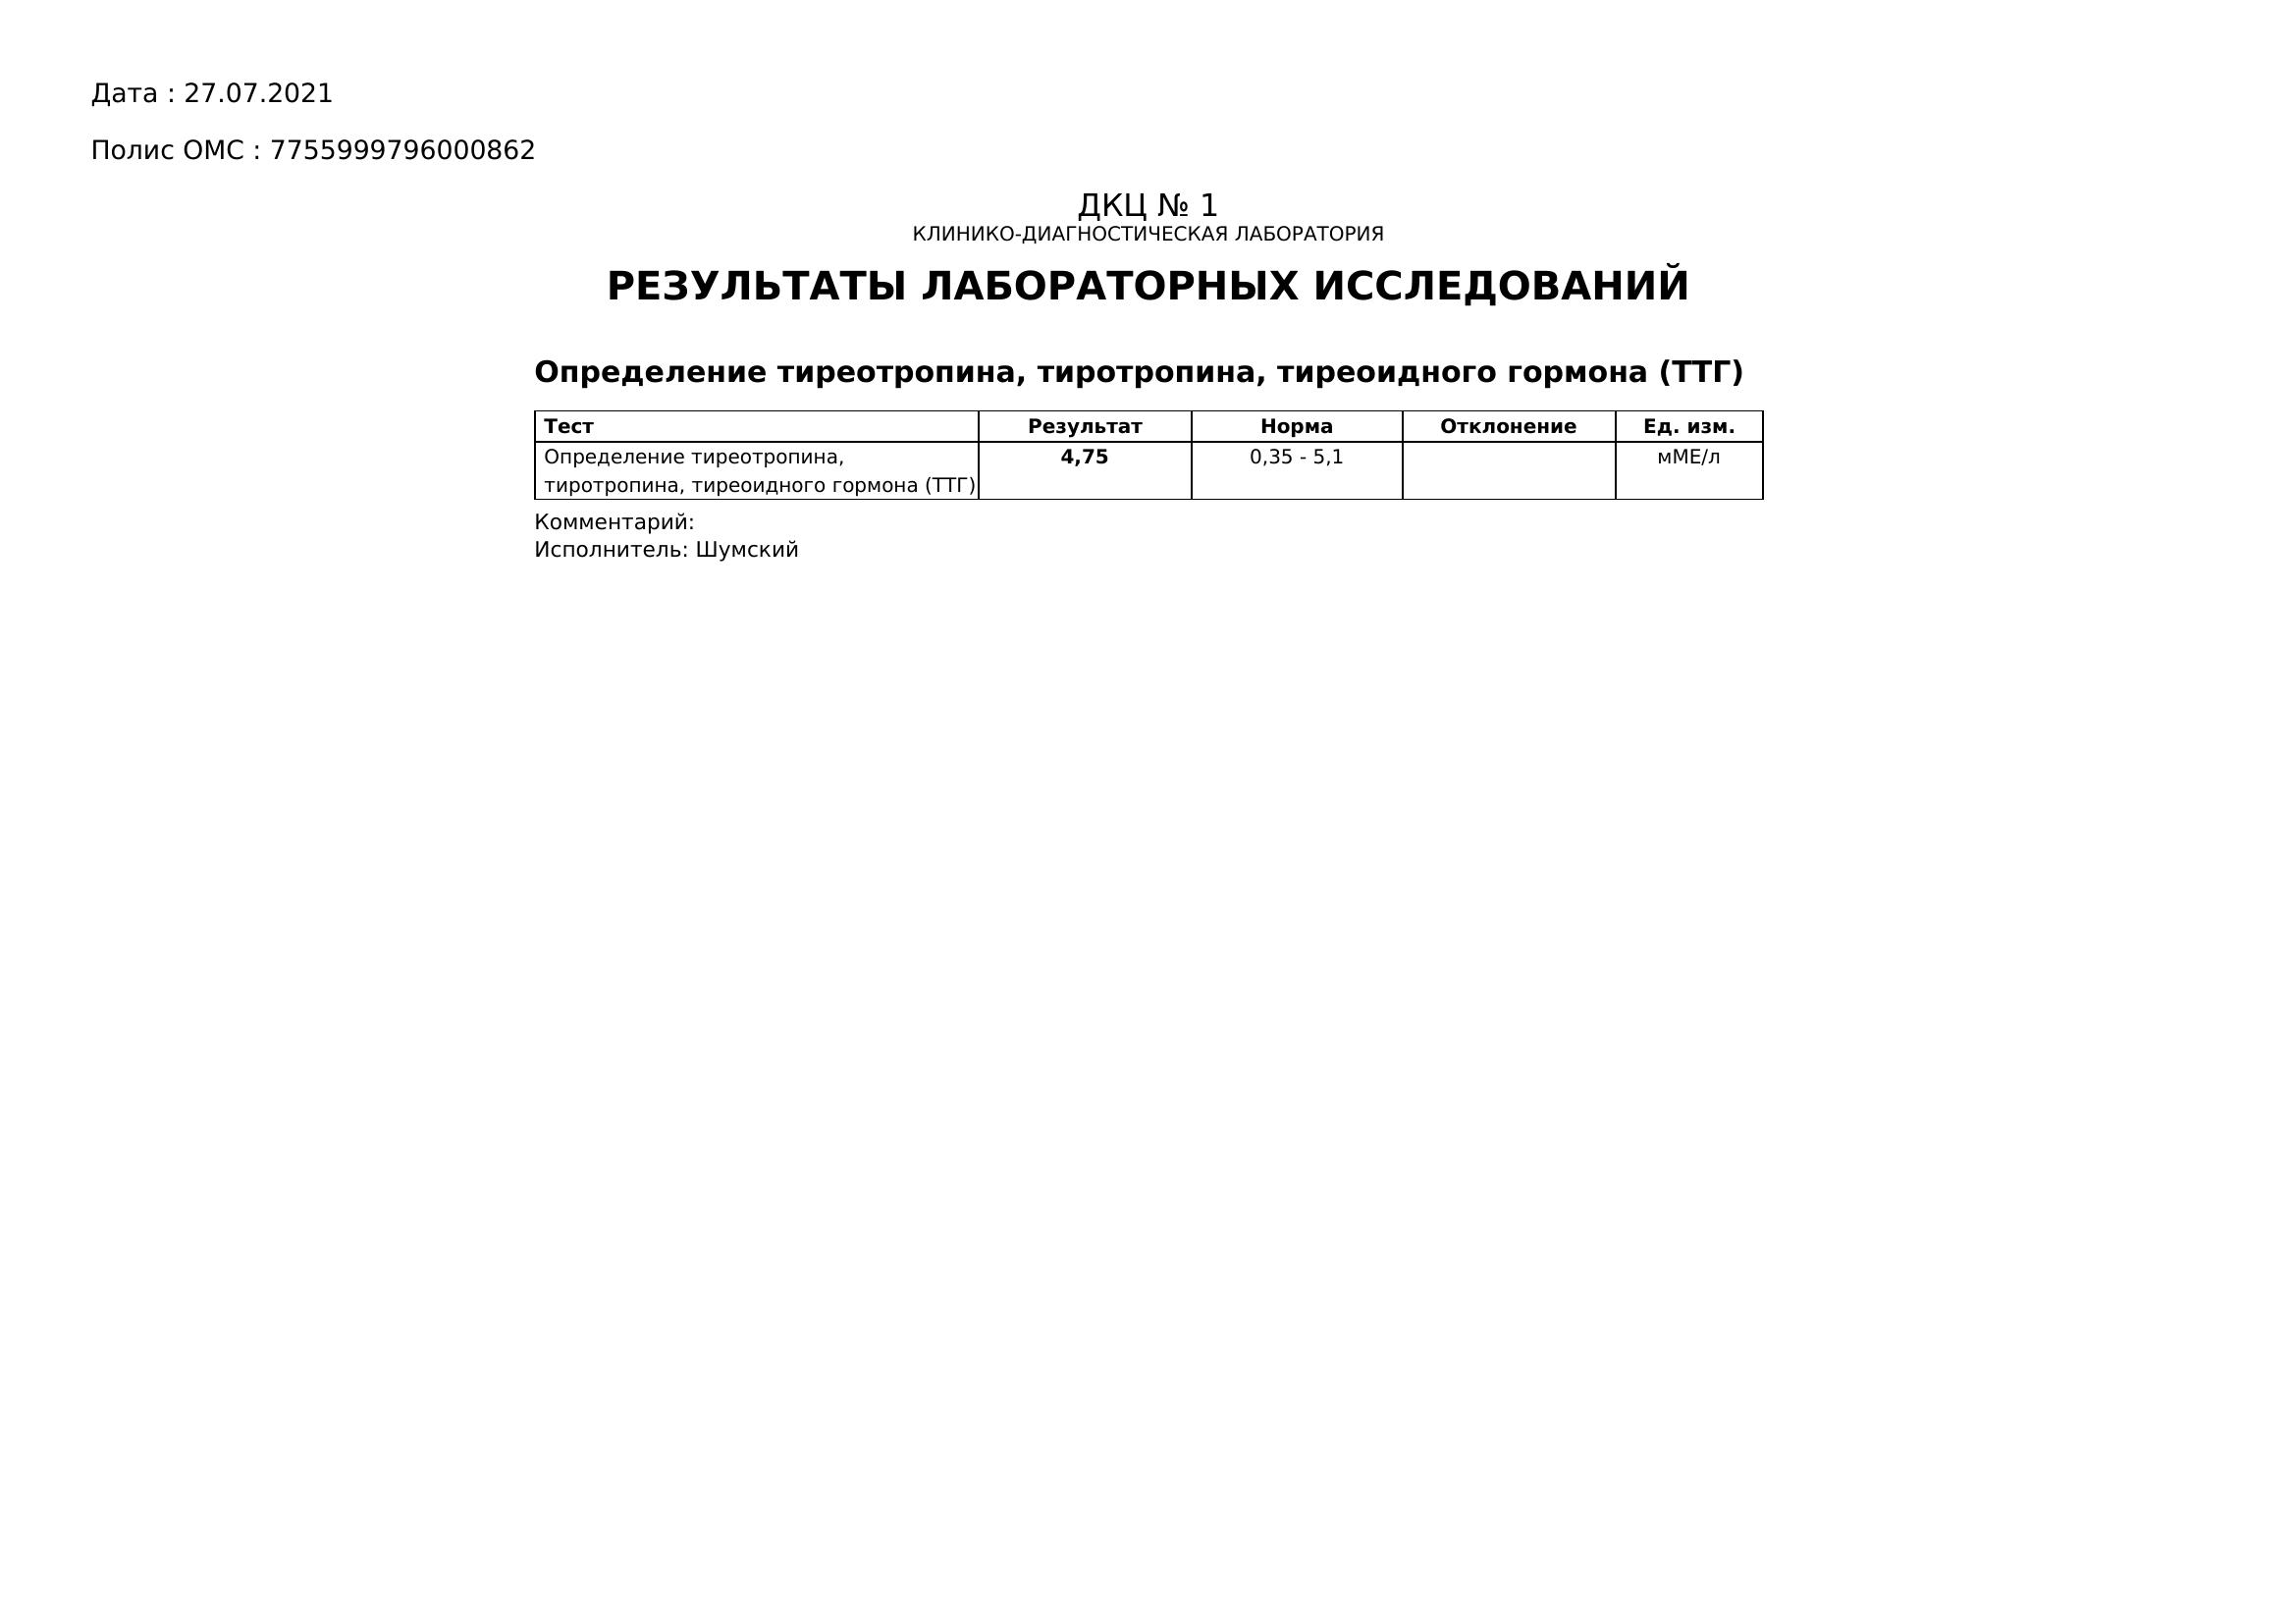 Дата : 27.07.2021
Полис ОМС : 7755999796000862
ДКЦ № 1
КЛИНИКО-ДИАГНОСТИЧЕСКАЯ ЛАБОРАТОРИЯ
РЕЗУЛЬТАТЫ ЛАБОРАТОРНЫХ ИССЛЕДОВАНИЙ
Определение тиреотропина, тиротропина, тиреоидного гормона (ТТГ)
Тест Результат Норма Отклонение Ед. изм.
Определение тиреотропина, 4,75 0,35 - 5,1 мМЕ/л
тиротропина, тиреоидного гормона (ТТГ)
Комментарий:
Исполнитель: Шумский